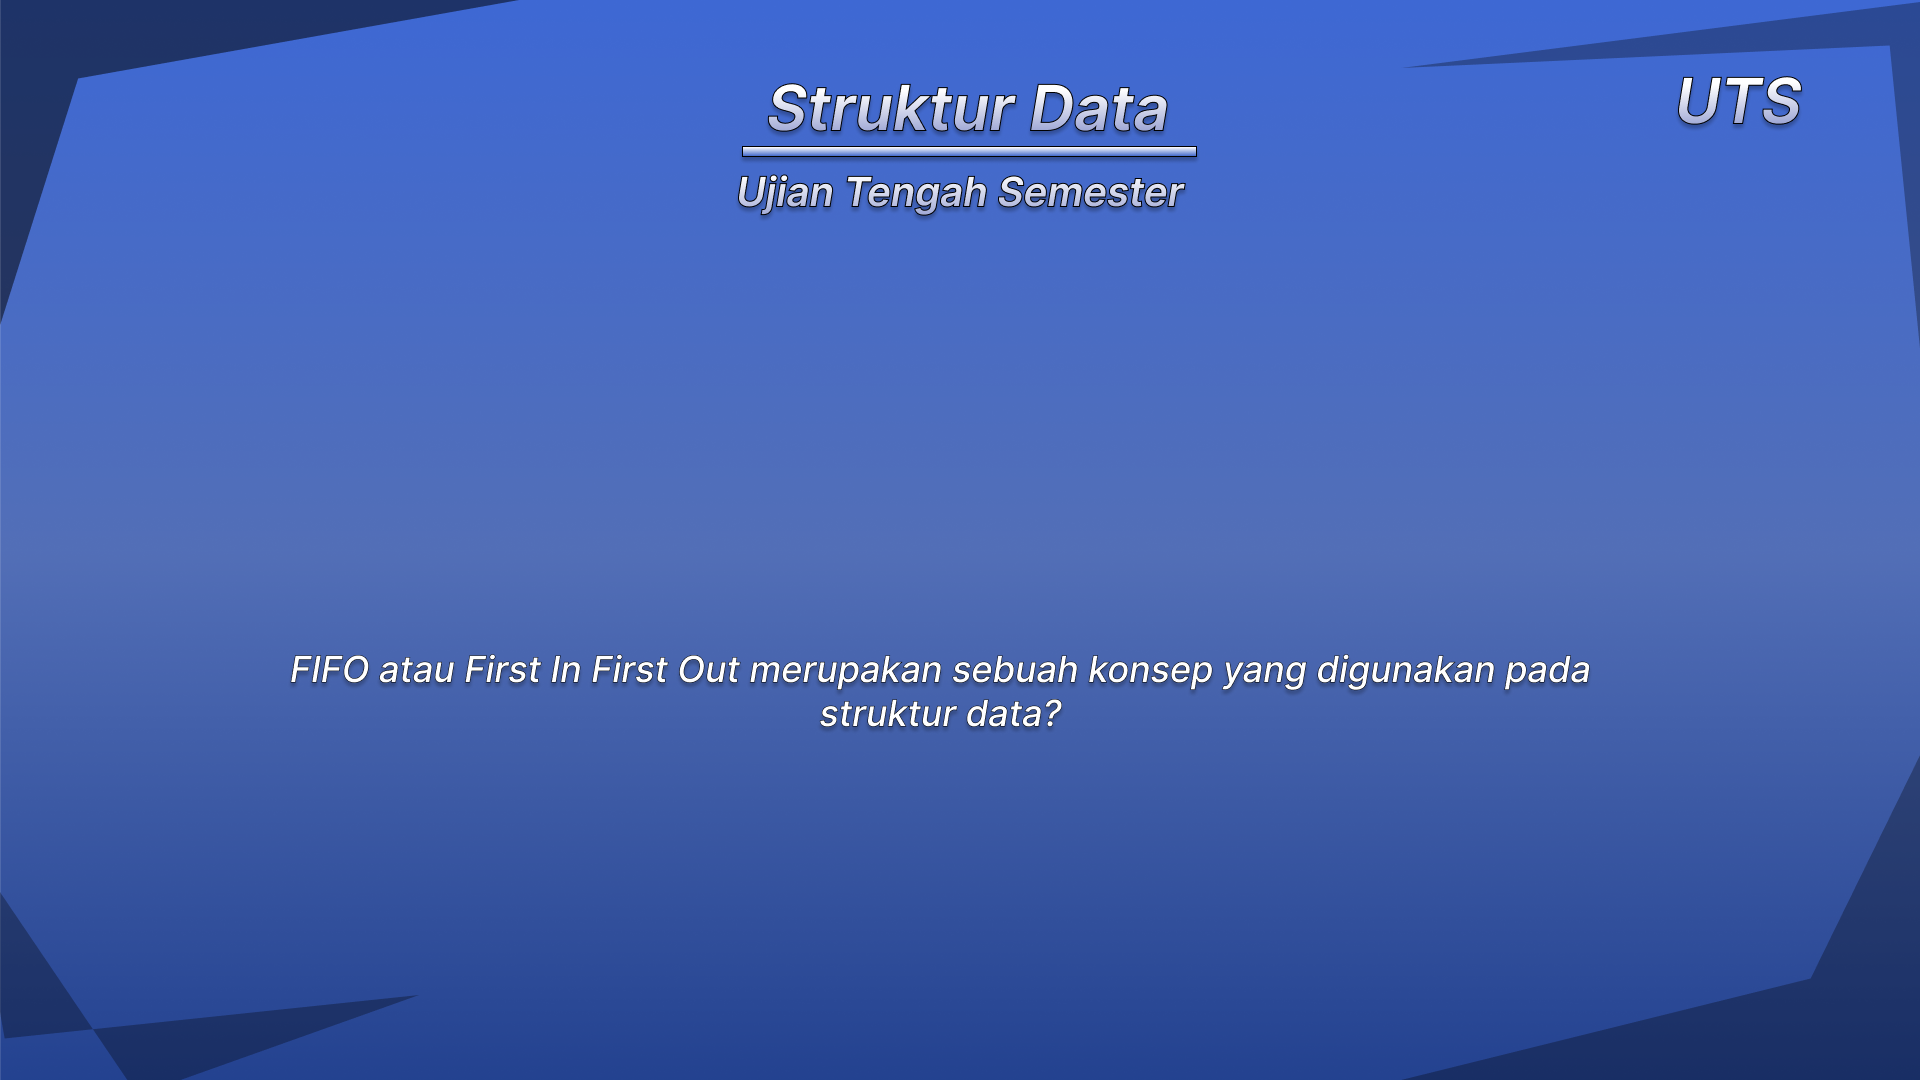 Struktur Data
UTS
Ujian Tengah Semester
FIFO atau First In First Out merupakan sebuah konsep yang digunakan pada
struktur data?